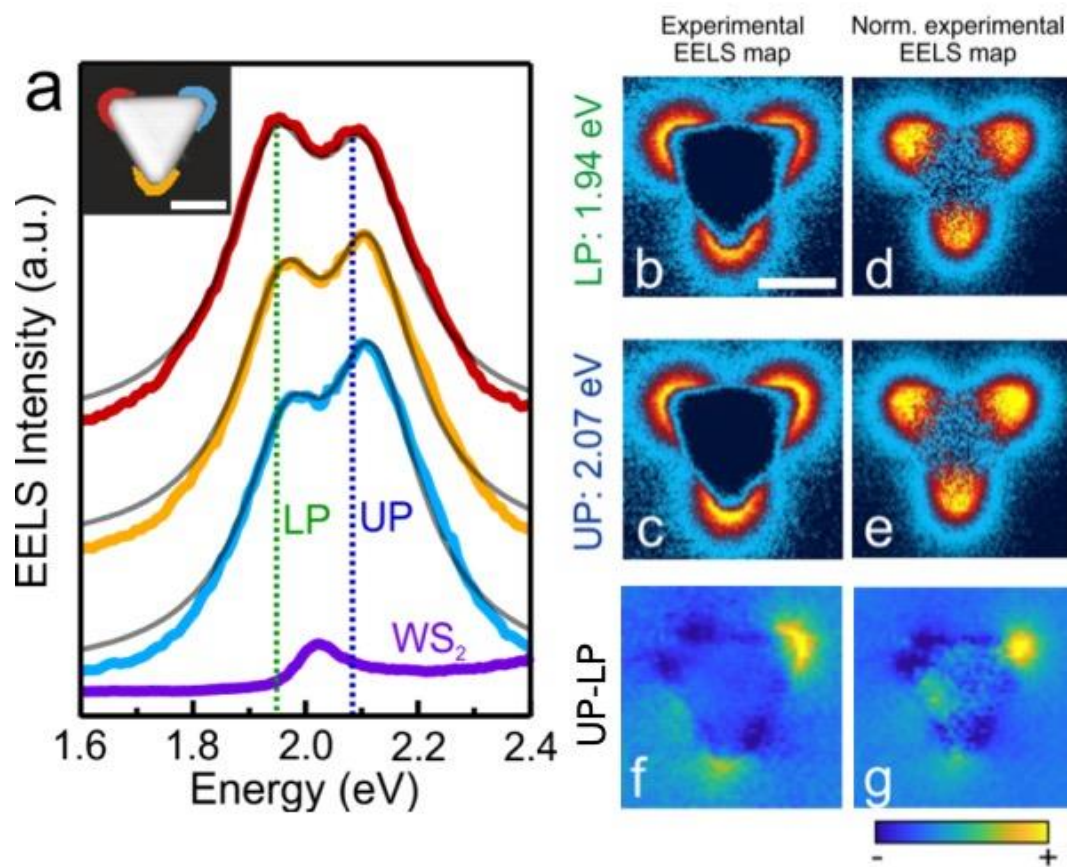 Experimental
EELS map
Norm. experimental
EELS map
a
EELS Intensity (a.u.)
LP
UP
WS₂
1.6
1.8
2.0
2.2
2.4
Energy (eV)
LP: 1.94 eV
b
d
UP: 2.07 eV
c
e
UP-LP
f
g
-
+